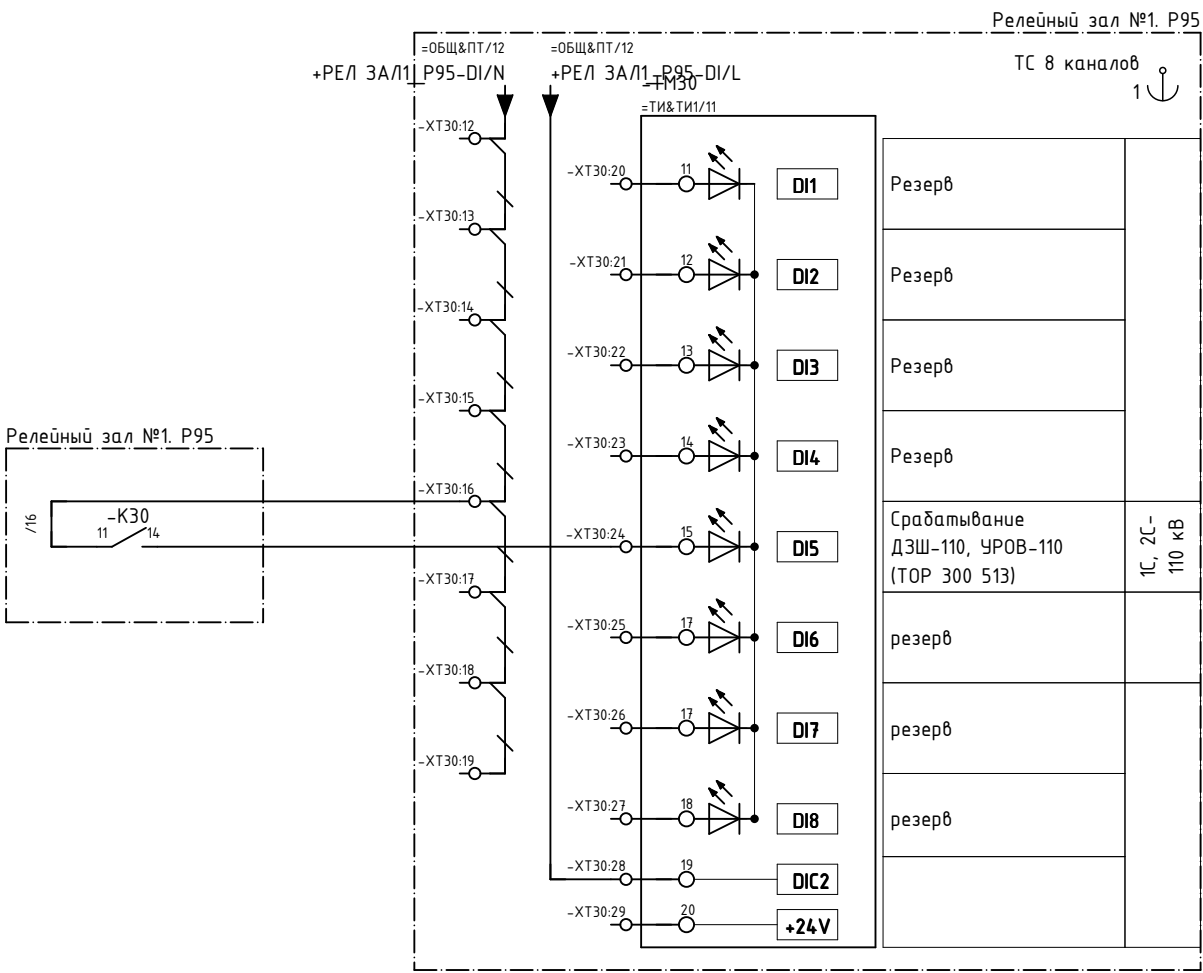 Релейный зал №1. Р95
=ОБЩ&ПТ/12
=ОБЩ&ПТ/12
+РЕЛ ЗАЛ1_Р95-DI/N
+РЕЛ ЗАЛ1_Р95-DI/L
ТС 8 каналов
1
-TM30
=ТИ&ТИ1/11
-XT30:12
-XT30:20
11
DI1
Резерв
-XT30:13
-XT30:21
12
DI2
Резерв
-XT30:14
-XT30:22
13
DI3
Резерв
-XT30:15
-XT30:23
14
DI4
Резерв
Релейный зал №1. Р95
/16
-K30
11
14
-XT30:16
-XT30:24
15
DI5
Срабатывание
ДЗШ-110, УРОВ-110
(ТОР 300 513)
1С, 2С-
110 кВ
-XT30:17
-XT30:25
17
DI6
резерв
-XT30:18
-XT30:26
17
DI7
резерв
-XT30:19
-XT30:27
18
DI8
резерв
-XT30:28
19
DIC2
-XT30:29
20
+24V